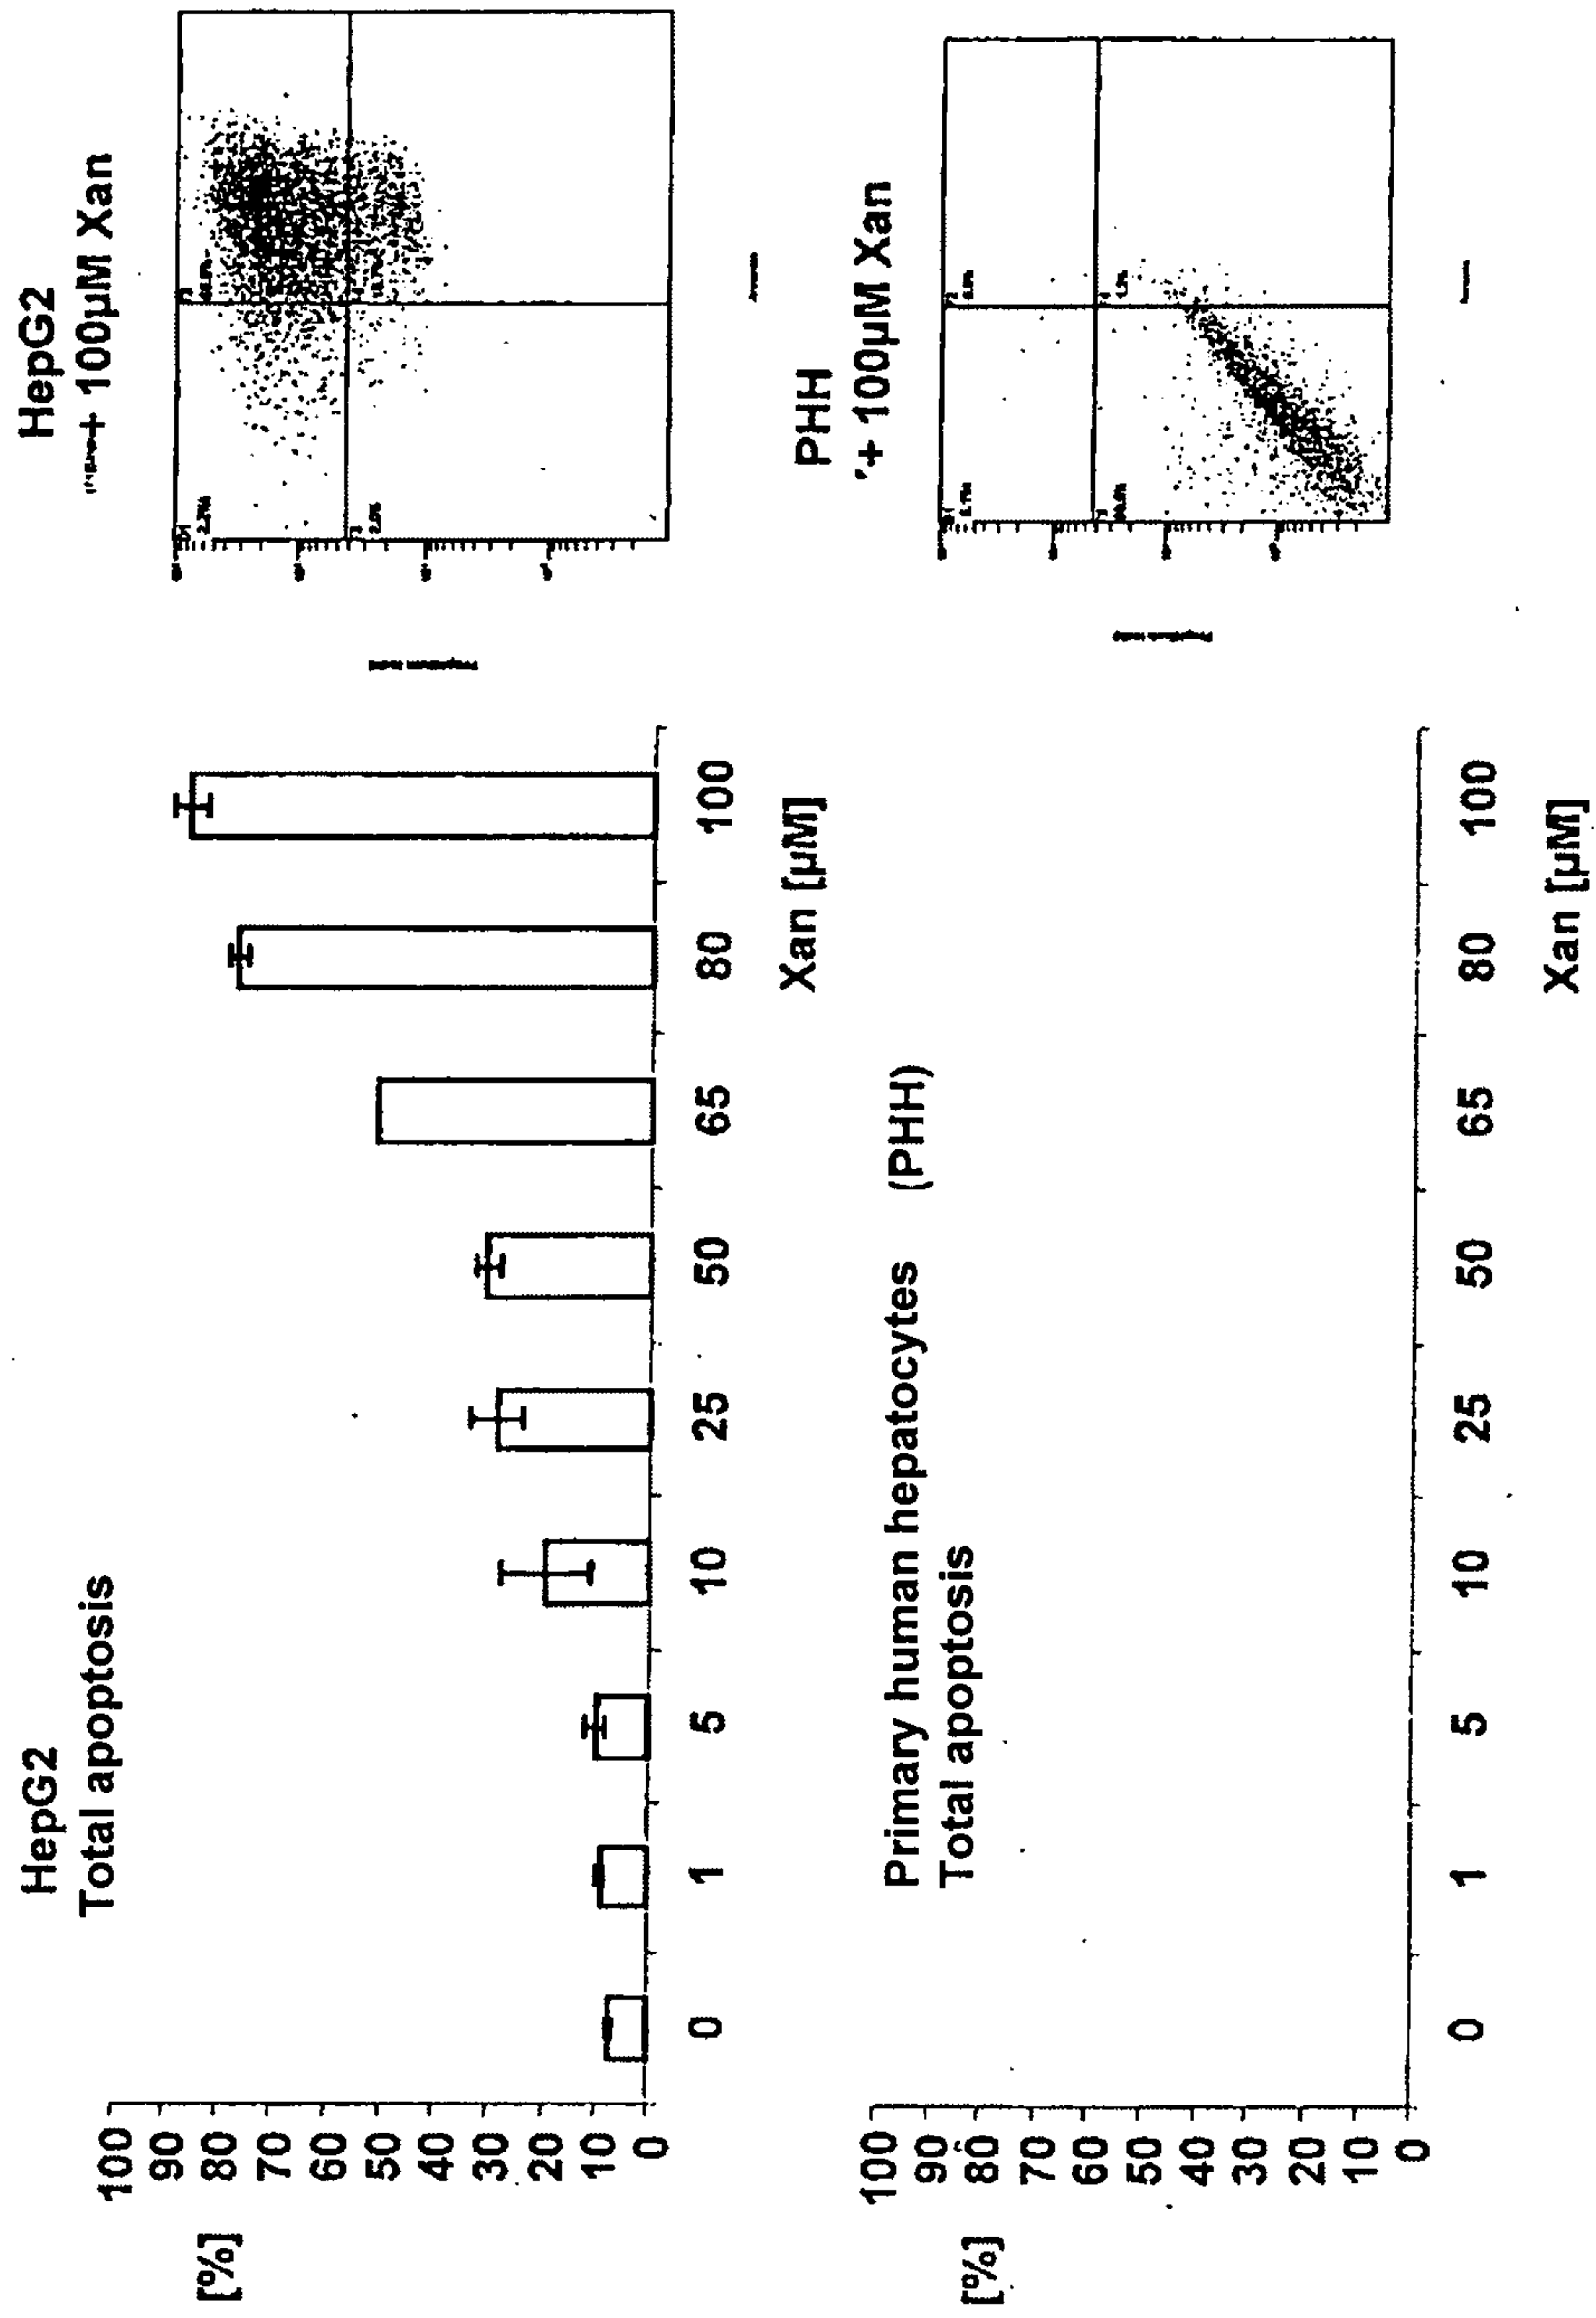 HepG2
Total apoptosis
[%]
100
90
80
70
60
50
40
30
20
10
0
0 1 5 10 25 50 65 80 100
Xan [µM]
HepG2
+ 100µM Xan
2.0%
Primary human hepatocytes (PHH)
Total apoptosis
[%]
100
90
80
70
60
50
40
30
20
10
0
0 1 5 10 25 50 65 80 100
Xan [µM]
PHH
"+ 100µM Xan